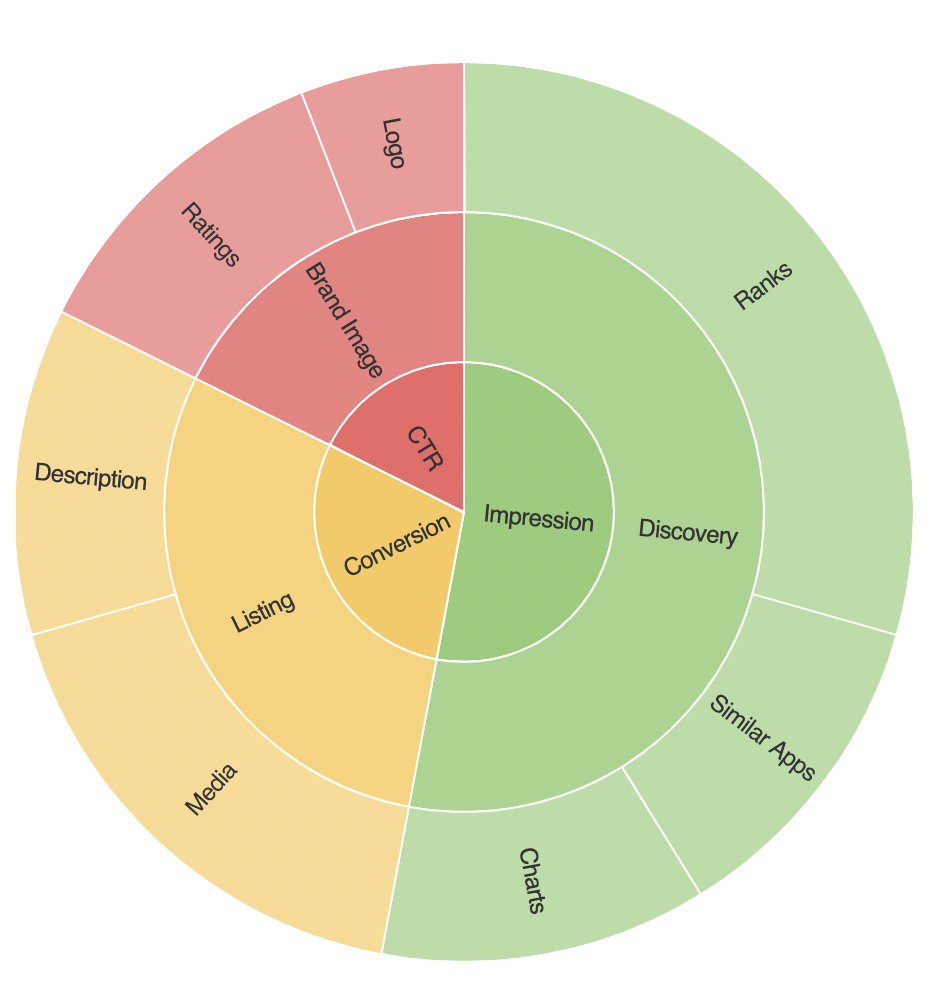 Logo
Ratings
Brand Image
Ranks
CTR
Description
Impression
Discovery
Conversion
Listing
Similar Apps
Media
Charts